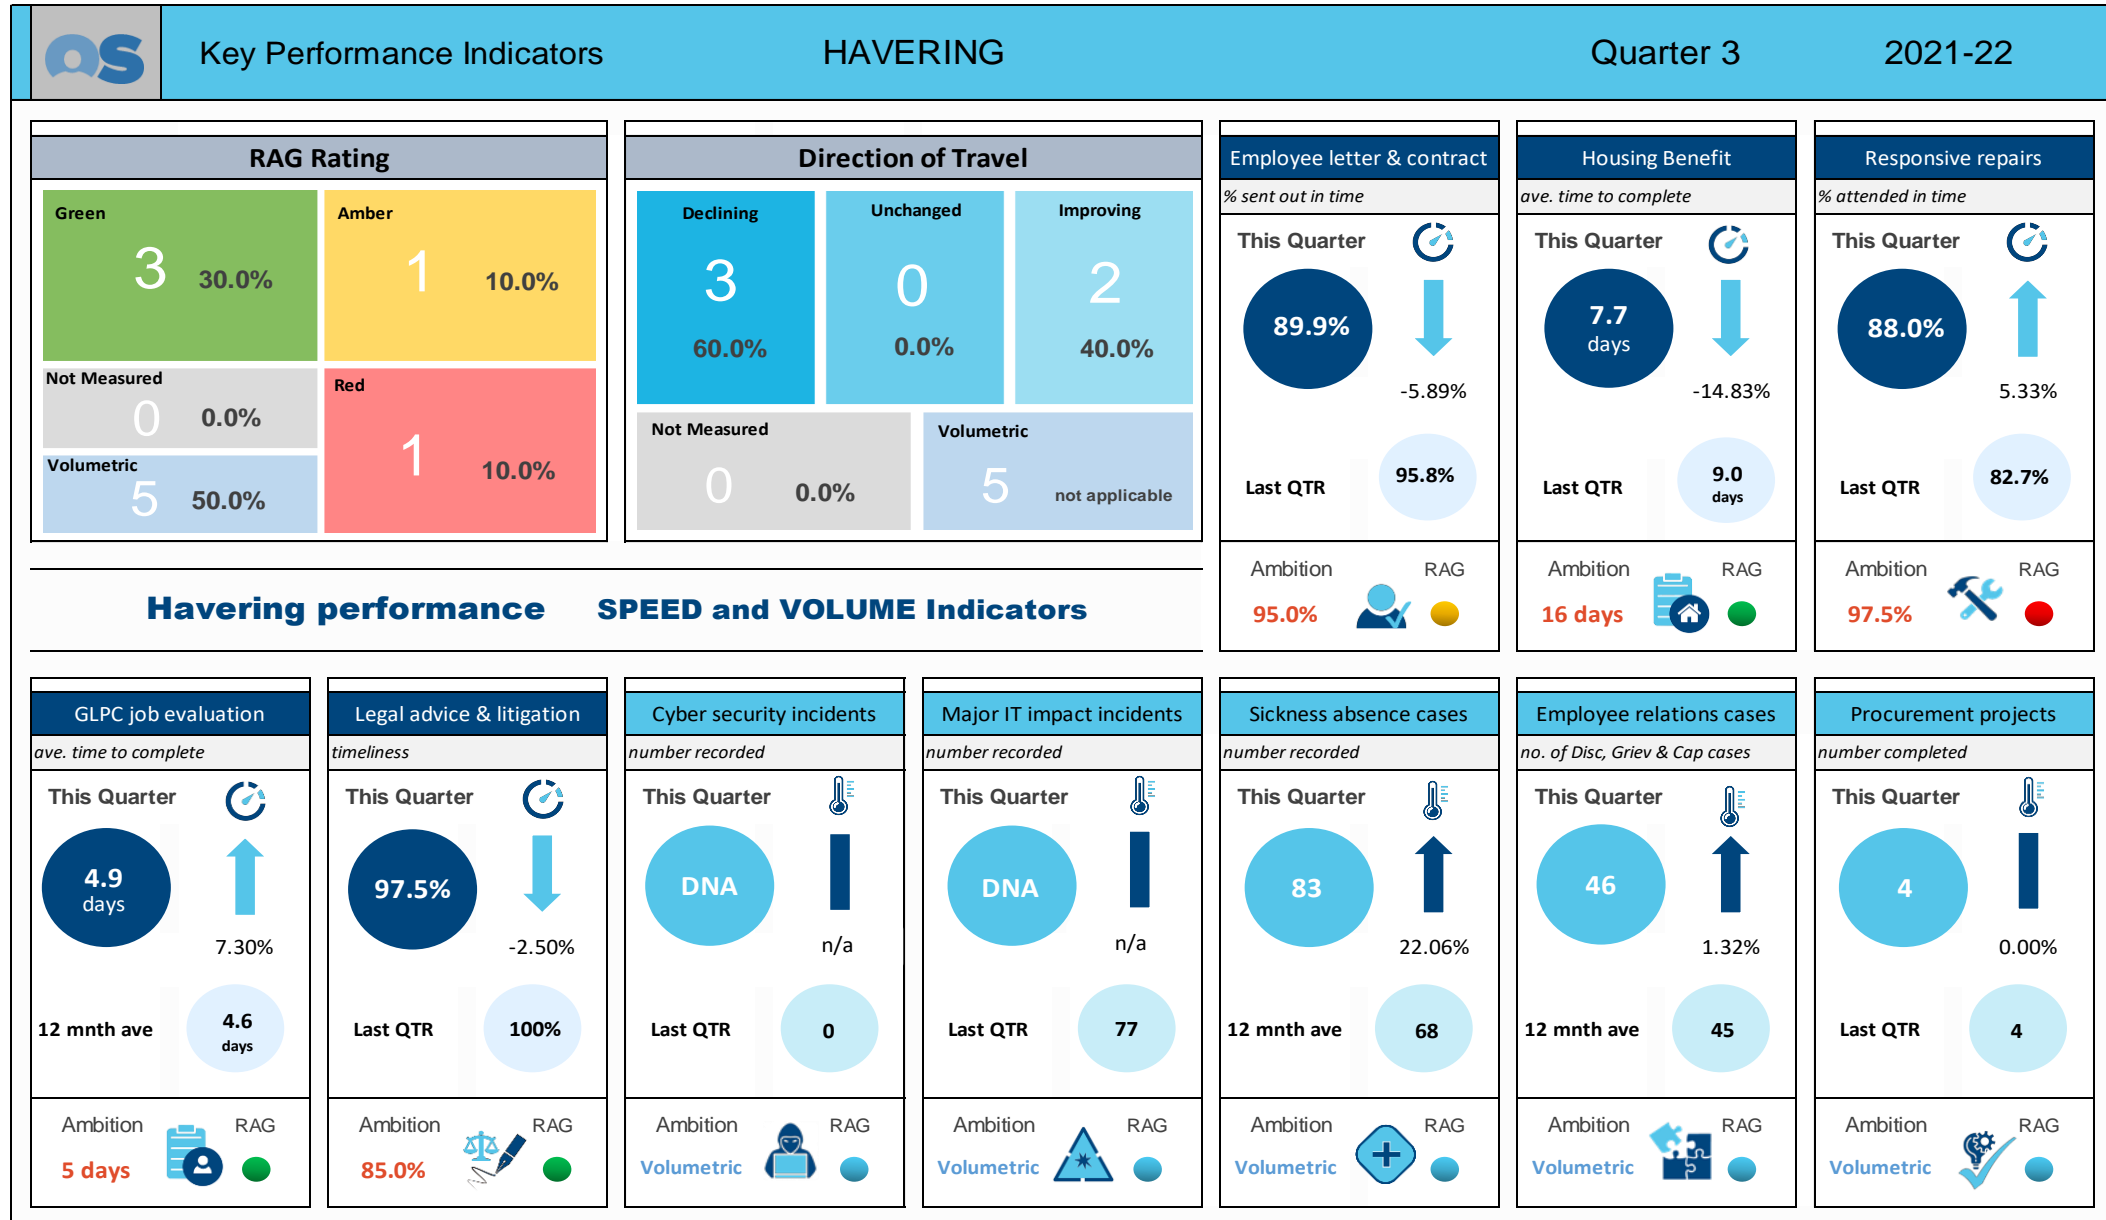 OS
Key Performance Indicators
HAVERING
Quarter 3
2021-22
RAG Rating
Green
3
30.0%
Amber
1
10.0%
Not Measured
0
0.0%
Red
1
10.0%
Volumetric
5
50.0%
Direction of Travel
Declining
3
60.0%
Unchanged
0
0.0%
Improving
2
40.0%
Not Measured
0
0.0%
Volumetric
5
not applicable
Employee letter & contract
% sent out in time
This Quarter
89.9%
-5.89%
Last QTR
95.8%
Ambition
RAG
95.0%
Housing Benefit
ave. time to complete
This Quarter
7.7
days
-14.83%
Last QTR
9.0
days
Ambition
RAG
16 days
Responsive repairs
% attended in time
This Quarter
88.0%
5.33%
Last QTR
82.7%
Ambition
RAG
97.5%
Havering performance
SPEED and VOLUME Indicators
GLPC job evaluation
ave. time to complete
This Quarter
4.9
days
7.30%
12 mnth ave
4.6
days
Ambition
RAG
5 days
Legal advice & litigation
timeliness
This Quarter
97.5%
-2.50%
Last QTR
100%
Ambition
RAG
85.0%
Cyber security incidents
number recorded
This Quarter
DNA
n/a
Last QTR
0
Ambition
RAG
Volumetric
Major IT impact incidents
number recorded
This Quarter
DNA
n/a
Last QTR
77
Ambition
RAG
Volumetric
Sickness absence cases
number recorded
This Quarter
83
22.06%
12 mnth ave
68
Ambition
RAG
Volumetric
Employee relations cases
no. of Disc, Griev & Cap cases
This Quarter
46
1.32%
12 mnth ave
45
Ambition
RAG
Volumetric
Procurement projects
number completed
This Quarter
4
0.00%
Last QTR
4
Ambition
RAG
Volumetric